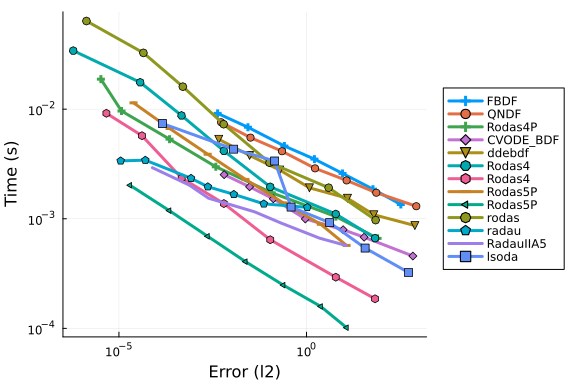 Time (s)
10⁻²
10⁻³
10⁻⁴
10⁻⁵
10⁰
Error (l2)
FBDF
QNDF
Rodas4P
CVODE_BDF
ddebdf
Rodas4
Rodas4
Rodas5P
Rodas5P
rodas
radau
RadauIIA5
lsoda